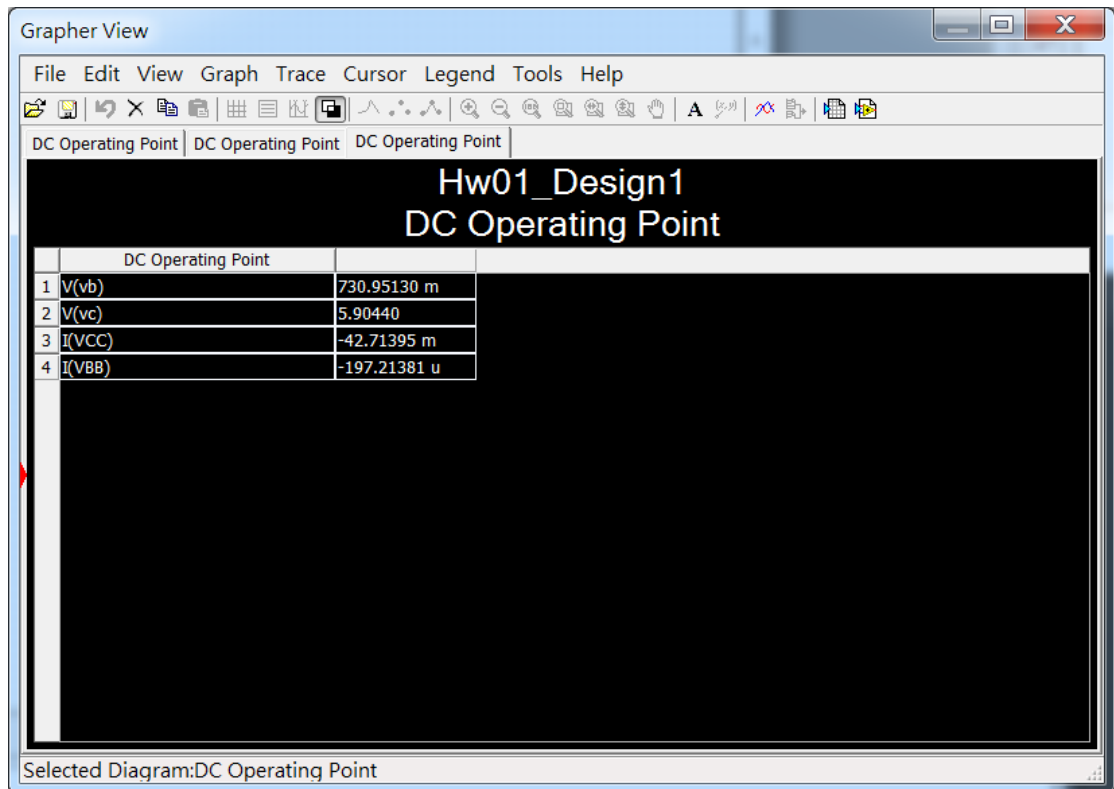 Grapher View
File Edit View Graph Trace Cursor Legend Tools Help
DC Operating Point DC Operating Point DC Operating Point
Hw01_Design1
DC Operating Point
DC Operating Point
1 V(vb) 730.95130 m
2 V(vc) 5.90440
3 I(VCC) -42.71395 m
4 I(VBB) -197.21381 u
Selected Diagram:DC Operating Point